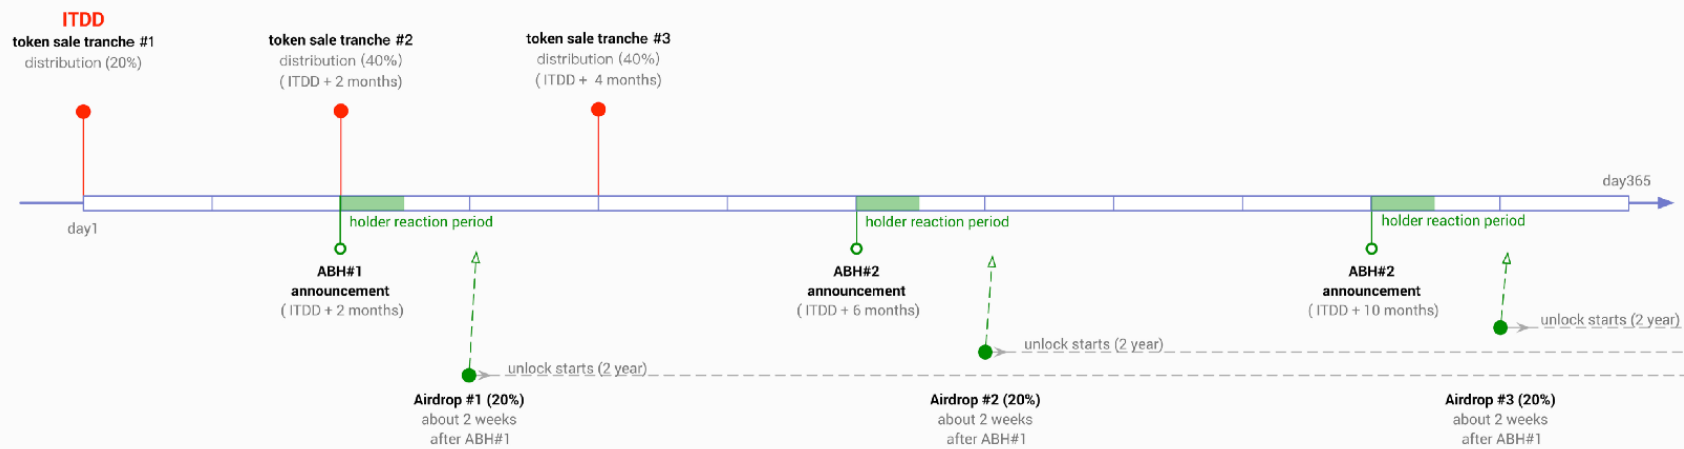 ITDD
token sale tranche #1
distribution (20%)
token sale tranche #2
distribution (40%)
( ITDD + 2 months)
token sale tranche #3
distribution (40%)
( ITDD + 4 months)
day365
day1
holder reaction period
holder reaction period
holder reaction period
ABH#1
announcement
( ITDD + 2 months)
ABH#2
announcement
( ITDD + 6 months)
ABH#2
announcement
( ITDD + 10 months)
unlock starts (2 year)
unlock starts (2 year)
unlock starts (2 year)
Airdrop #1 (20%)
about 2 weeks
after ABH#1
Airdrop #2 (20%)
about 2 weeks
after ABH#1
Airdrop #3 (20%)
about 2 weeks
after ABH#1